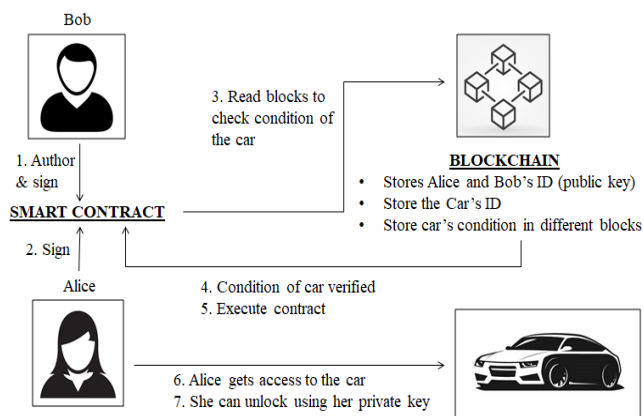 Bob
1. Author
& sign
SMART CONTRACT
2. Sign
Alice
3. Read blocks to
check condition of
the car
BLOCKCHAIN
• Stores Alice and Bob's ID (public key)
• Store the Car's ID
• Store car's condition in different blocks
4. Condition of car verified
5. Execute contract
6. Alice gets access to the car
7. She can unlock using her private key